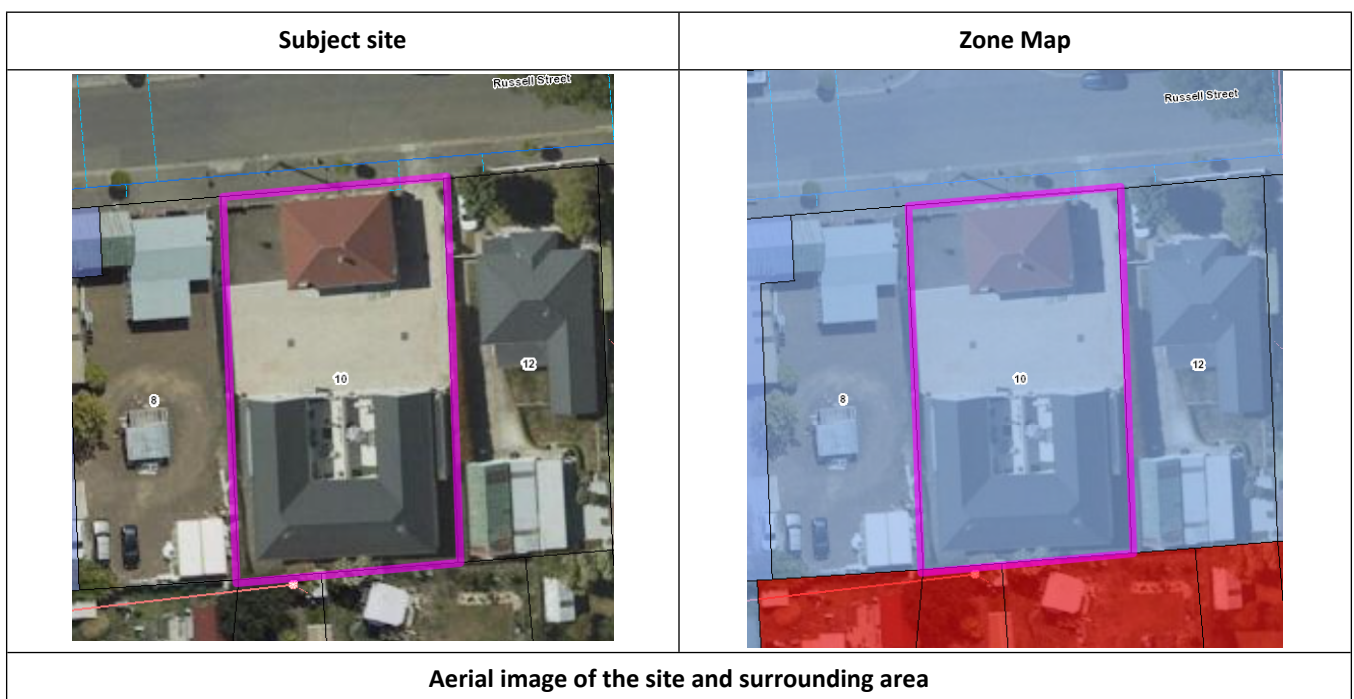 Subject site
Zone Map
Russell Street
8
10
12
Russell Street
8
10
12
Aerial image of the site and surrounding area